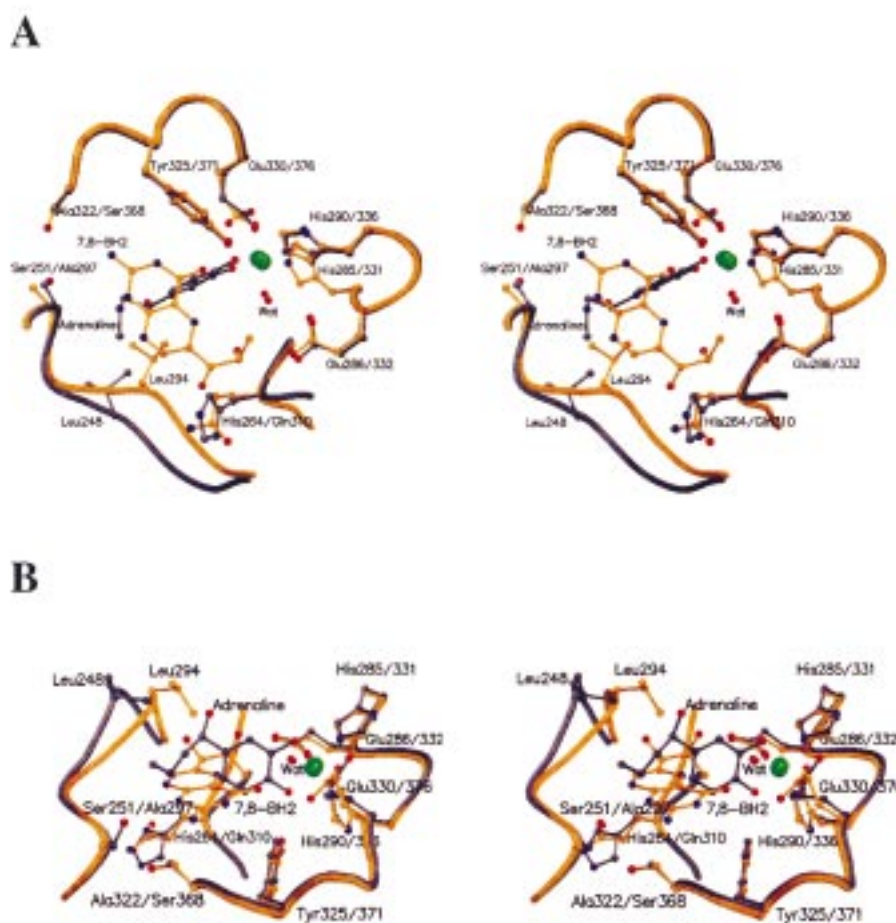 A
Tyr325/371
Glu330/376
Ala322/Ser368
His290/336
7,8-BH2
Ser251/Ala297
His285/331
Adrenaline
Wat
Glu286/332
Leu294
Leu248
His264/Gln310
Tyr325/371
Glu330/376
Ala322/Ser368
His290/336
7,8-BH2
Ser251/Ala297
His285/331
Adrenaline
Wat
Glu286/332
Leu294
Leu248
His264/Gln310
B
Leu248
Leu294
His285/331
Adrenaline
Glu286/332
Wat
Glu330/376
Ser251/Ala297
7,8-BH2
His264/Gln310
His290/336
Ala322/Ser368
Tyr325/371
Leu248
Leu294
His285/331
Adrenaline
Glu286/332
Wat
Glu330/376
Ser251/Ala297
7,8-BH2
His264/Gln310
His290/336
Ala322/Ser368
Tyr325/371